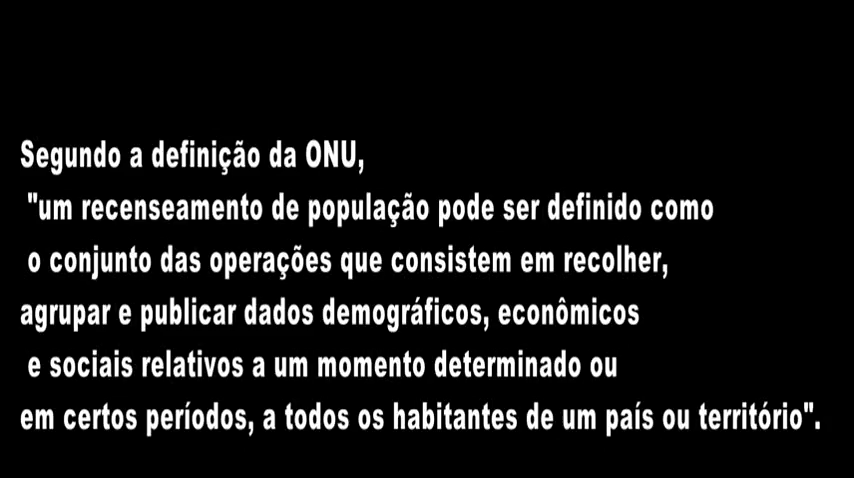 Segundo a definição da ONU,
"um recenseamento de população pode ser definido como
o conjunto das operações que consistem em recolher,
agrupar e publicar dados demográficos, econômicos
e sociais relativos a um momento determinado ou
em certos períodos, a todos os habitantes de um país ou território".